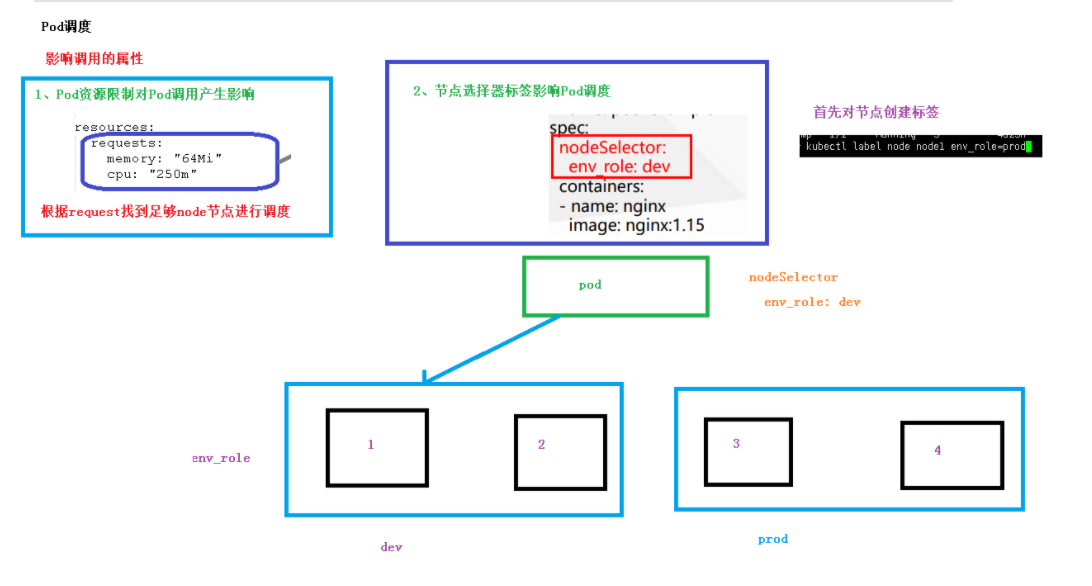 Pod调度
影响调用的属性
1、Pod资源限制对Pod调用产生影响
resources:
requests:
memory: "64Mi"
cpu: "250m"
根据request找到足够node节点进行调度
2、节点选择器标签影响Pod调度
spec:
nodeSelector:
env_role: dev
containers:
- name: nginx
image: nginx:1.15
首先对节点创建标签
kubectl label node node1 env_role=prod
pod
nodeSelector
env_role: dev
env_role
1
2
3
4
dev
prod